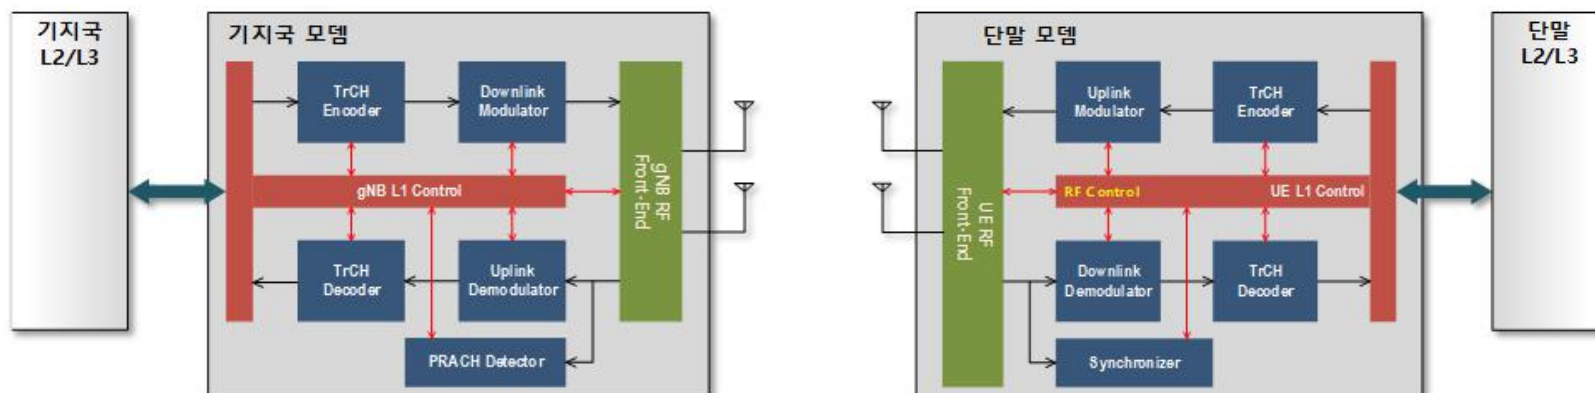 기지국
L2/L3
기지국 모뎀
TrCH
Encoder
Downlink
Modulator
gNB RF
Front-End
gNB L1 Control
TrCH
Decoder
Uplink
Demodulator
PRACH Detector
단말 모뎀
UE RF
Front-End
Uplink
Modulator
TrCH
Encoder
RF Control
UE L1 Control
Downlink
Demodulator
TrCH
Decoder
Synchronizer
단말
L2/L3